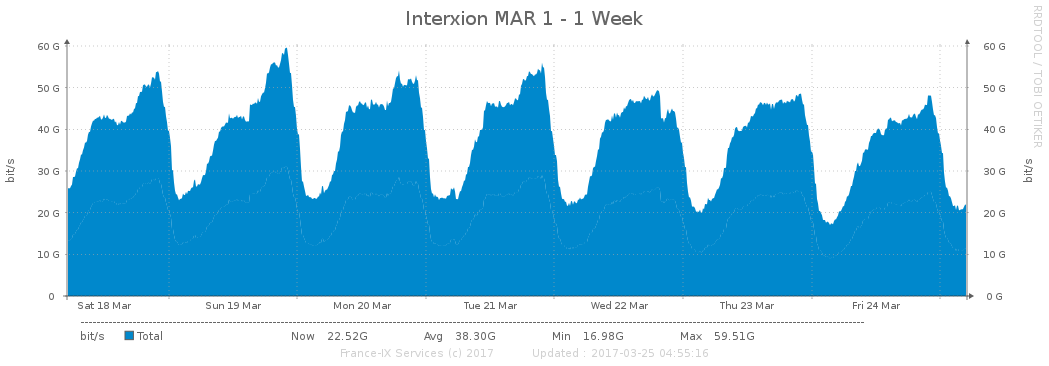 Interxion MAR 1 - 1 Week
RRDTOOL / TOBI OETIKER
60 G 60 G
50 G 50 G
40 G 40 G
30 G 30 G
20 G 20 G
10 G 10 G
0 0 G
bit/s
bit/s
Sat 18 Mar Sun 19 Mar Mon 20 Mar Tue 21 Mar Wed 22 Mar Thu 23 Mar Fri 24 Mar
bit/s Total Now 22.52G Avg 38.30G Min 16.98G Max 59.51G
France-IX Services (c) 2017 Updated : 2017-03-25 04:55:16